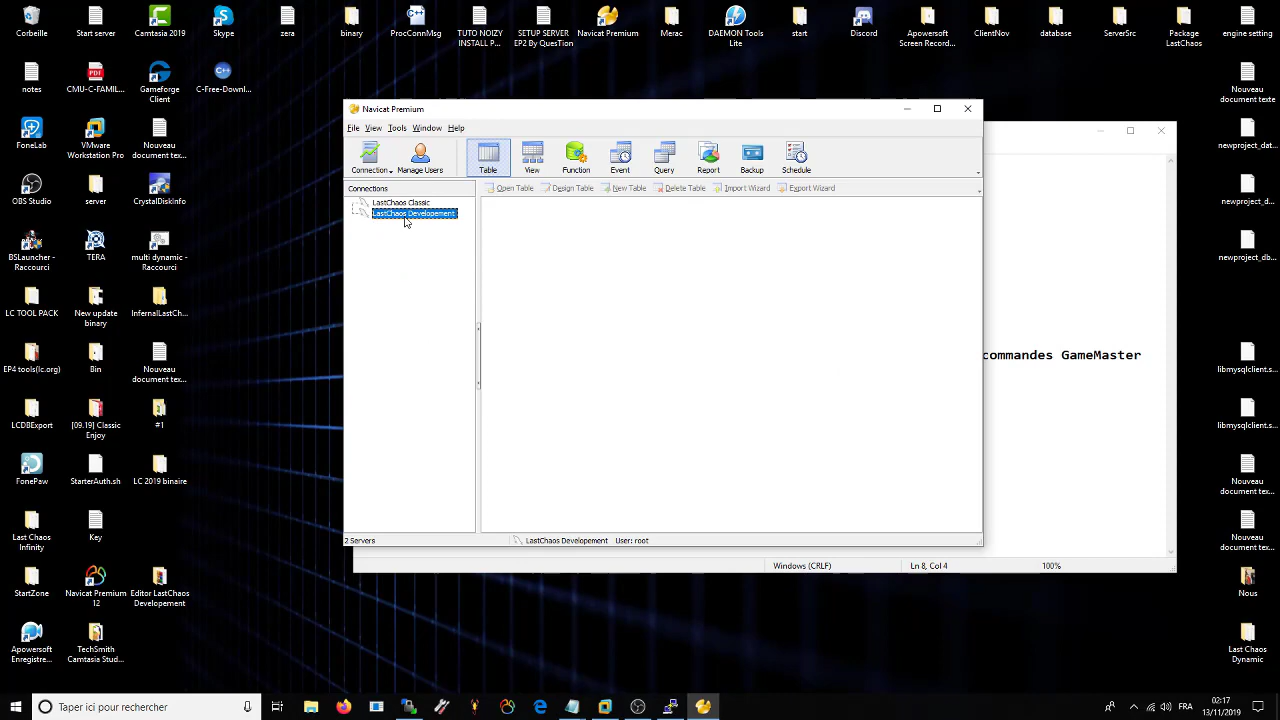 Corbeille
Start server
Camtasia 2019
Skype
zera
binary
ProcConnMsg
TUTO NOIZY
INSTALL P...
SETUP SERVER
EP2 By QuesTion
Navicat Premium
Merac
DAEMON Tools
Lite
start
Discord
Apowersoft
Screen Record...
ClientNov
database
ServerSrc
Package
LastChaos
engine setting
notes
CMU-C-FAMIL...
Gameforge
Client
C-Free-Downl...
Nouveau
document texte
FoneLab
VMware
Workstation Pro
Nouveau
document tex...
newproject_dat...
OBS Studio
server
CrystalDiskInfo
newproject_d...
BSLauncher -
Raccourci
TERA
multi dynamic -
Raccourci
newproject_db...
LC TOOL PACK
New update
binary
InfernalLastCh...
EP4 tools(lc.org)
Bin
Nouveau
document tex...
libmysqlclient.s...
LCDBExport
[09.19] Classic
Enjoy
#1
libmysqlclient.s...
FonePaw
StarterAuth.sh
LC 2019 binaire
Nouveau
document tex...
Last Chaos
Infinity
Key
Nouveau
document tex...
StartZone
Navicat Premium
12
Editor LastChaos
Developement
Nous
Apowersoft
Enregistre...
TechSmith
Camtasia Stud...
Last Chaos
Dynamic
Navicat Premium
File View Tools Window Help
Connection Manage Users Table View Function Event Query Report Backup Schedule
Connections
Open Table Design Table New Table Delete Table Import Wizard Export Wizard
LastChaos Classic
LastChaos Developement
2 Servers LastChaos Developement User: root
commandes GameMaster
Windows (CRLF) Ln 8, Col 4 100%
Taper ici pour rechercher
FRA
02:17
13/11/2019